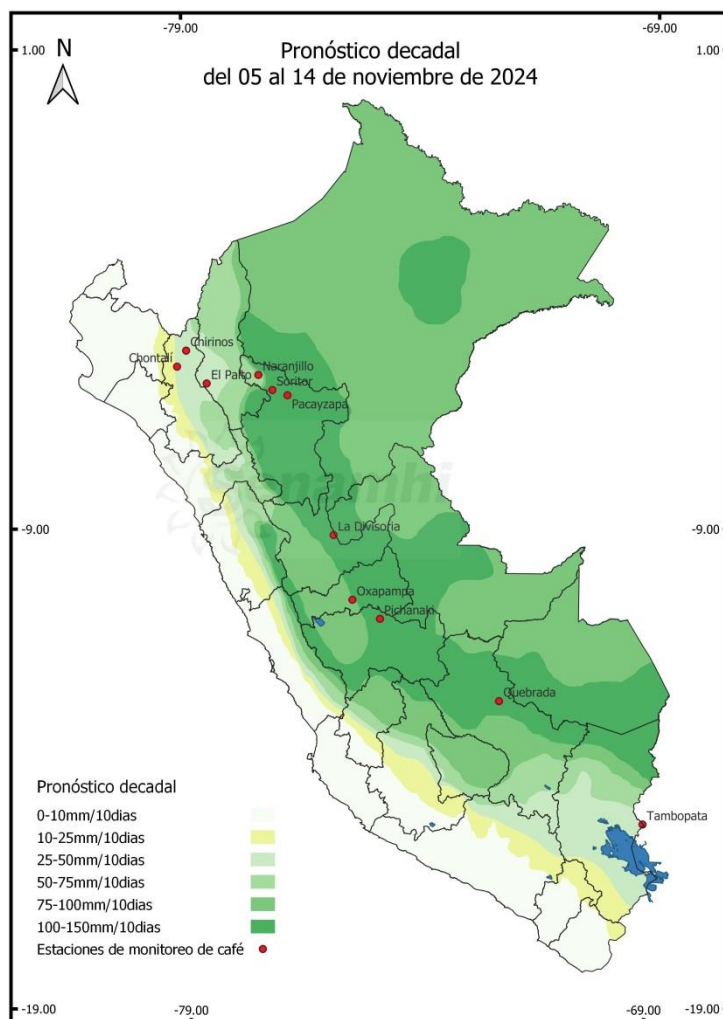 -79.00
-69.00
1.00
1.00
N
Pronóstico decadal
del 05 al 14 de noviembre de 2024
Chirinos
Chontalí
Naranjillo
El Palto
Soritor
Pacayzapa
Senamhi
-9.00
-9.00
La Divisoria
Oxapampa
Pichanaki
Quebrada
Tambopata
Pronóstico decadal
0-10mm/10dias
10-25mm/10dias
25-50mm/10dias
50-75mm/10dias
75-100mm/10dias
100-150mm/10dias
Estaciones de monitoreo de café
-19.00
-19.00
-79.00
-69.00